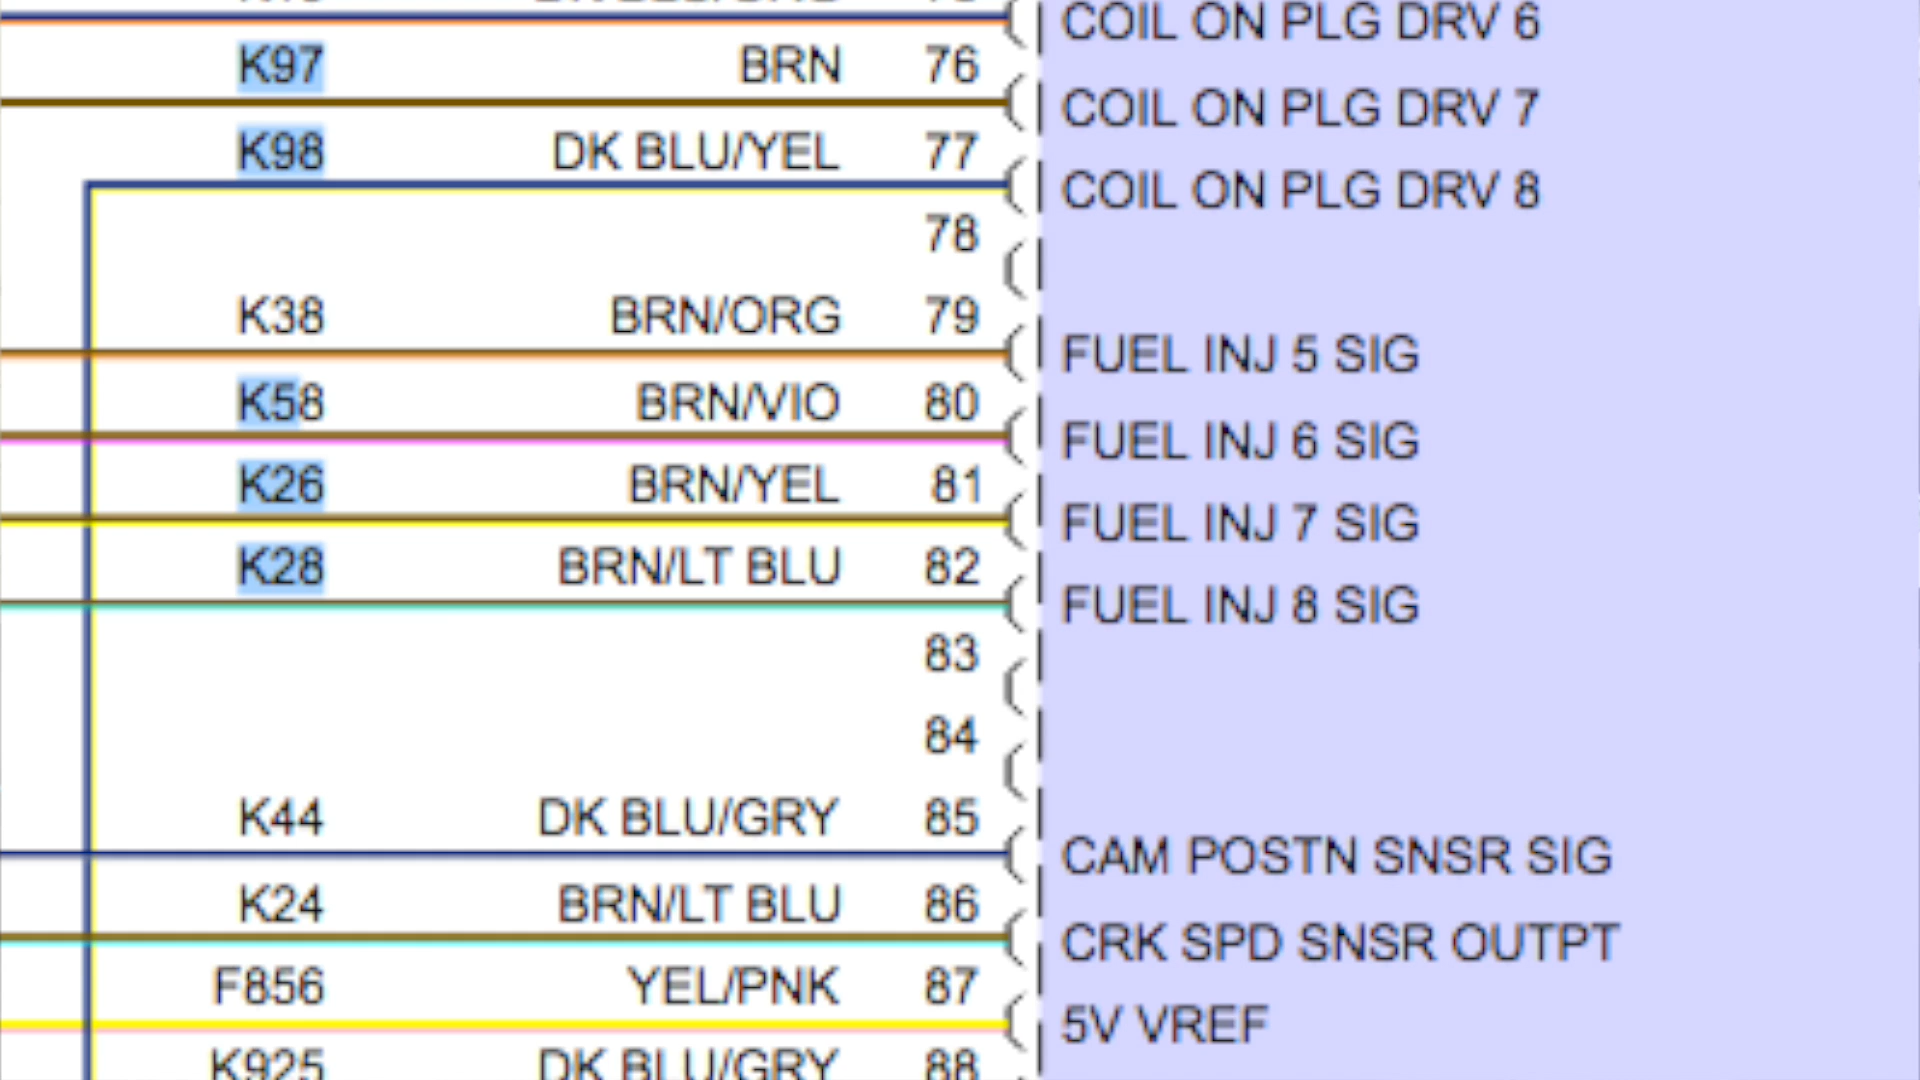 COIL ON PLG DRV 6
K97 BRN 76
COIL ON PLG DRV 7
K98 DK BLU/YEL 77
COIL ON PLG DRV 8
78
K38 BRN/ORG 79
FUEL INJ 5 SIG
K58 BRN/VIO 80
FUEL INJ 6 SIG
K26 BRN/YEL 81
FUEL INJ 7 SIG
K28 BRN/LT BLU 82
FUEL INJ 8 SIG
83
84
K44 DK BLU/GRY 85
CAM POSTN SNSR SIG
K24 BRN/LT BLU 86
CRK SPD SNSR OUTPT
F856 YEL/PNK 87
5V VREF
K925 DK BLU/GRY 88